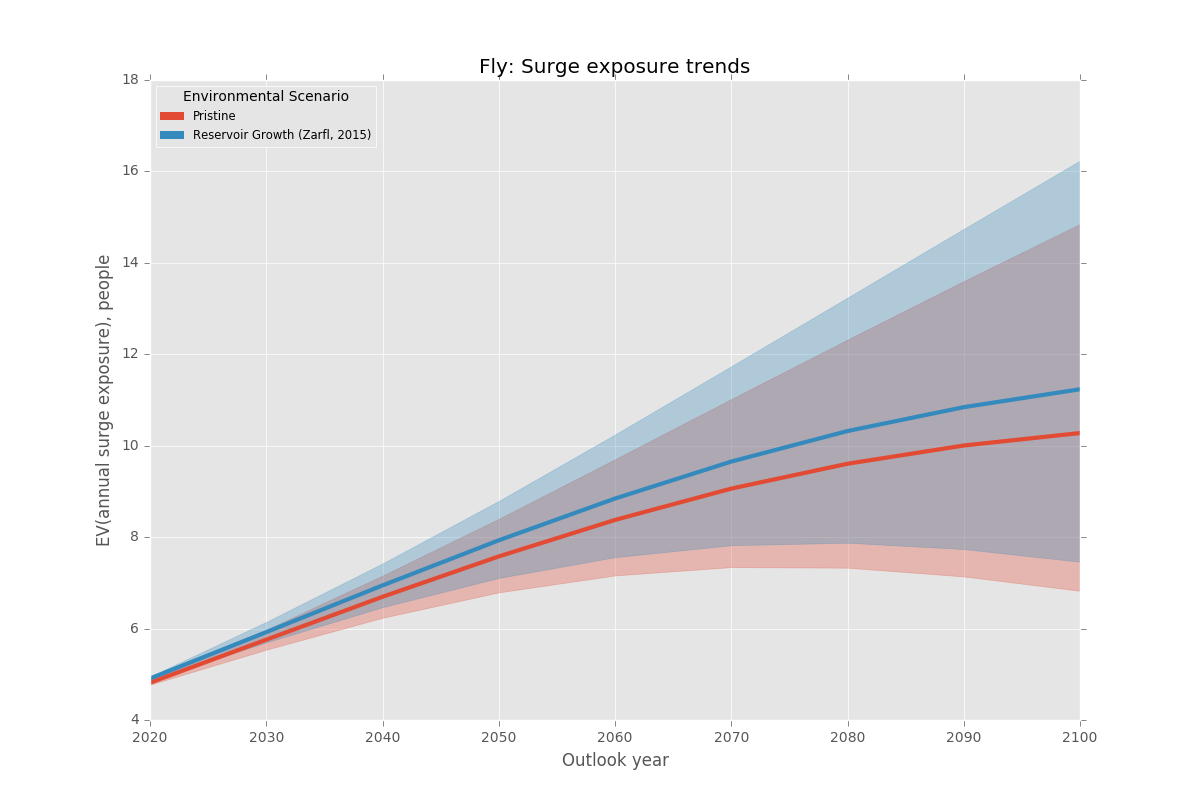 Fly: Surge exposure trends
Environmental Scenario
Pristine
Reservoir Growth (Zarfl, 2015)
EV(annual surge exposure), people
18
16
14
12
10
8
6
4
2020 2030 2040 2050 2060 2070 2080 2090 2100
Outlook year